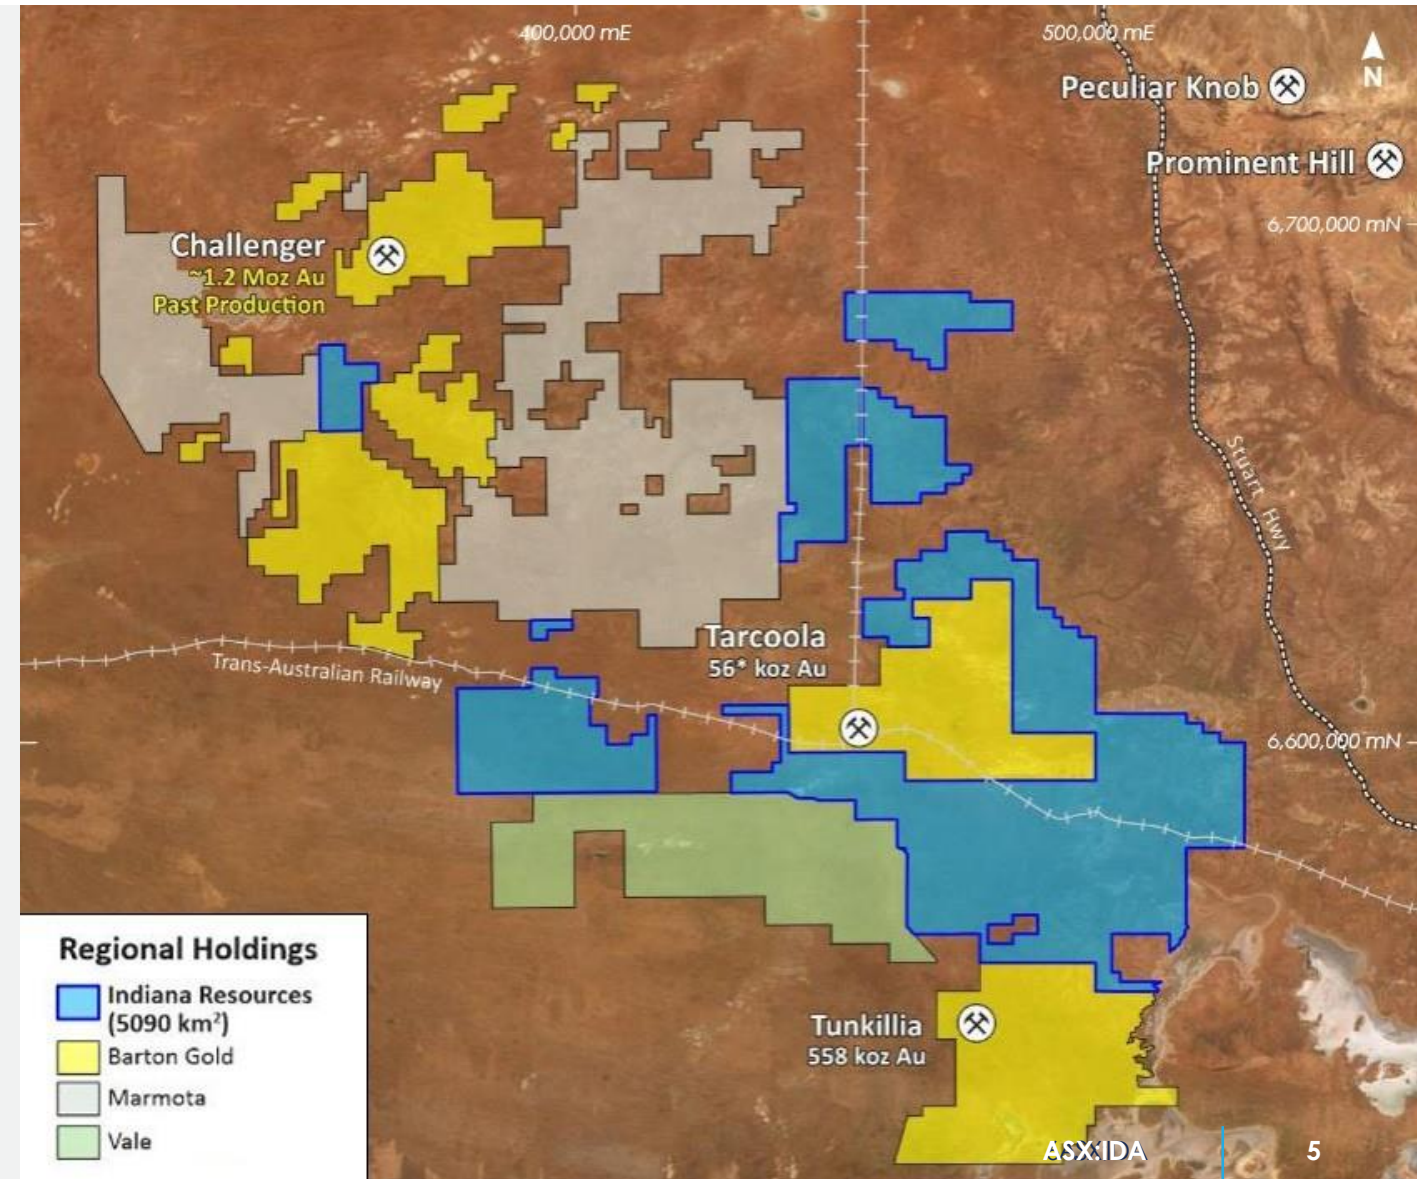 400,000 mE
500,000 mE
N
Peculiar Knob
Prominent Hill
6,700,000 mN
Challenger
~1.2 Moz Au
Past Production
Stuart Hwy
Tarcoola
56* koz Au
Trans-Australian Railway
6,600,000 mN
Regional Holdings
Indiana Resources
(5090 km²)
Barton Gold
Marmota
Vale
Tunkillia
558 koz Au
ASX:IDA
5